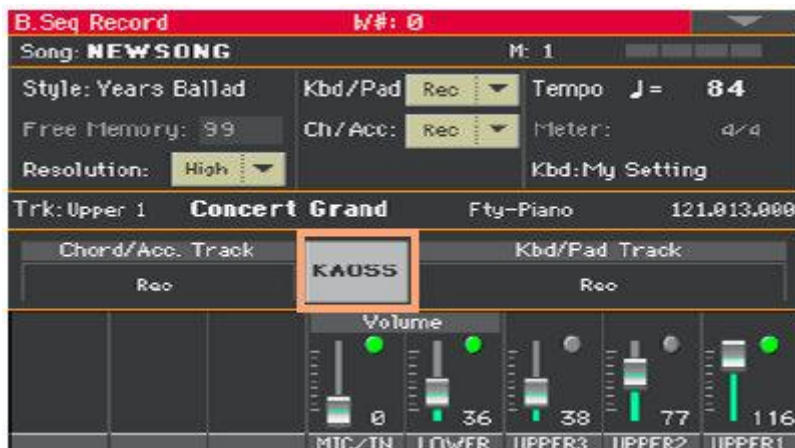 B.Seq Record W#: 0
Song: NEWSONG M: 1
Style: Years Ballad Kbd/Pad Rec Tempo ♩= 84
Free Memory: 99 Ch/Acc: Rec Meter: 4/4
Resolution: High Kbd:My Setting
Trk: Upper 1 Concert Grand Fty-Piano 121.013.000
Chord/Acc. Track KAOSS Kbd/Pad Track
Rec Rec
Volume
0 36 38 77 116
MIC/IN LOWER UPPER3 UPPER2 UPPER1